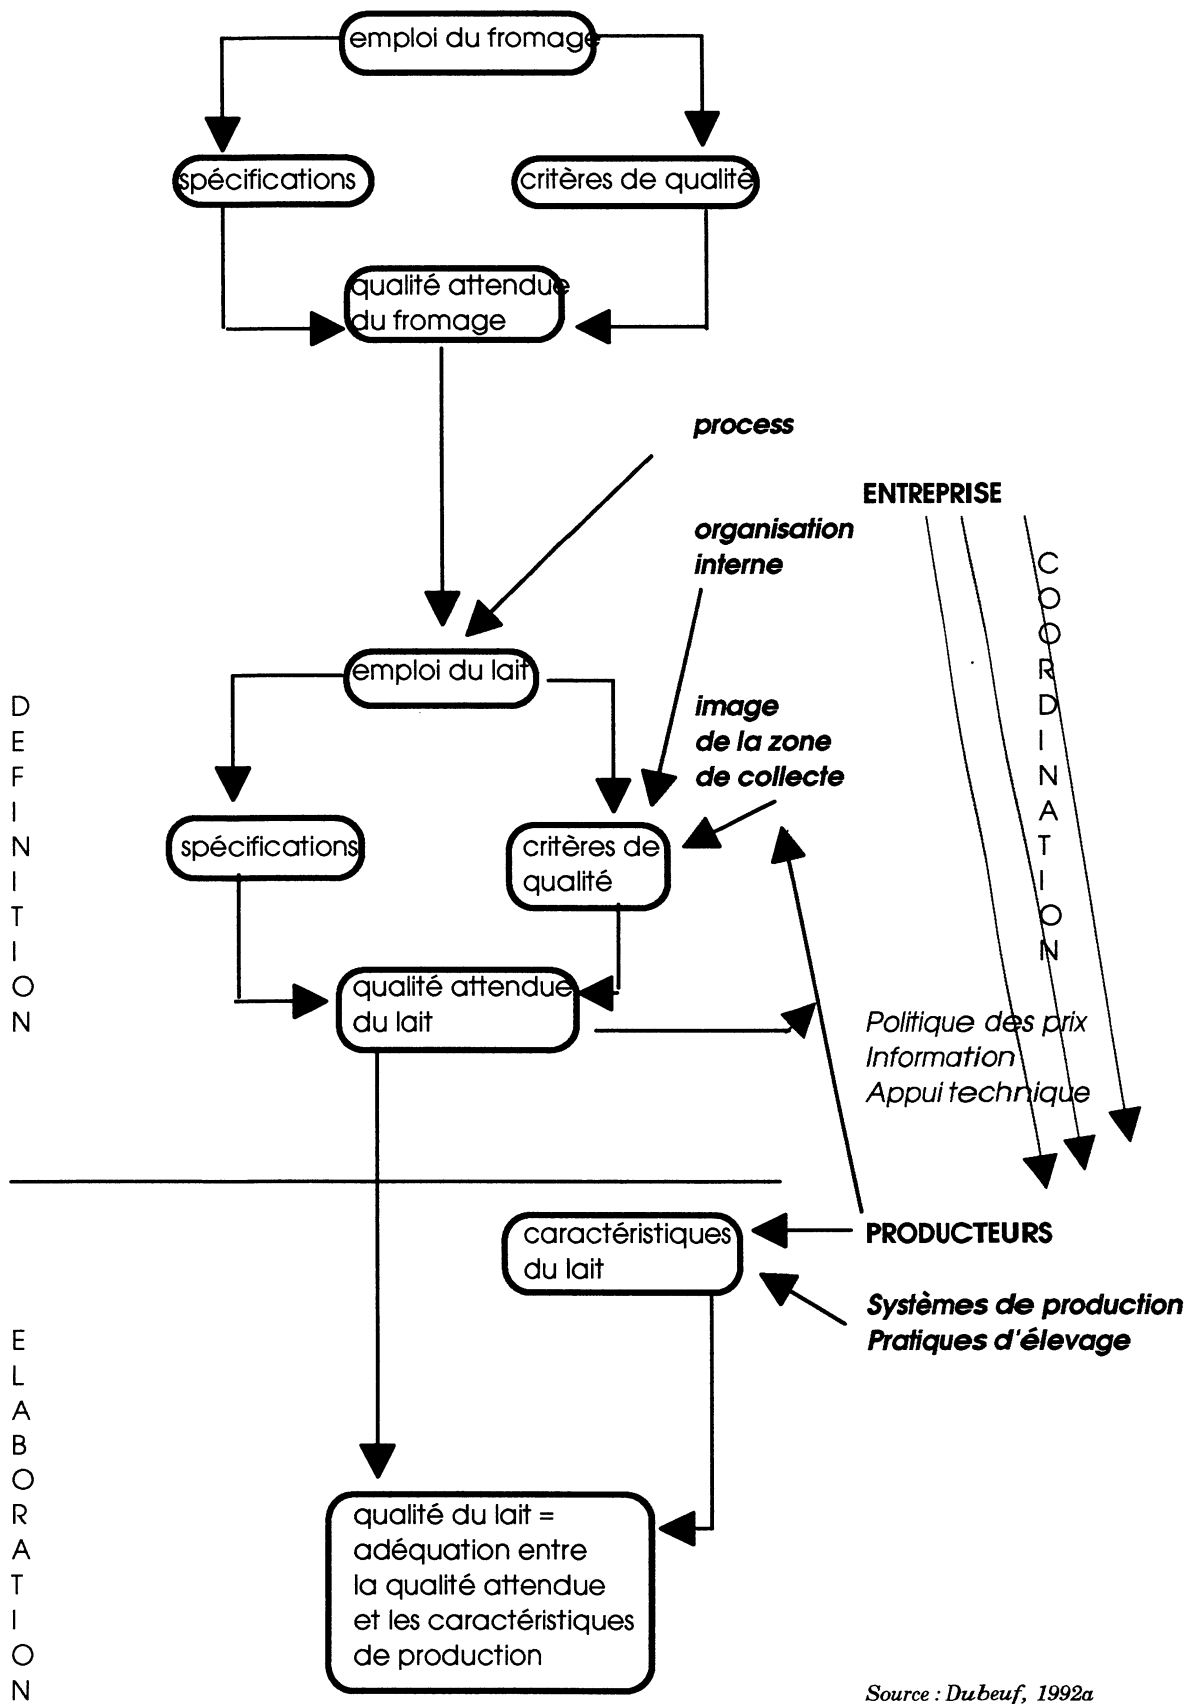 emploi du fromage
spécifications
critères de qualité
qualité attendue
du fromage
process
ENTREPRISE
organisation
interne
COORDINATION
emploi du lait
image
de la zone
de collecte
DEFINITION
spécifications
critères de
qualité
qualité attendue
du lait
Politique des prix
Information
Appui technique
caractéristiques
du lait
PRODUCTEURS
Systèmes de production
Pratiques d'élevage
ELABORATION
qualité du lait =
adéquation entre
la qualité attendue
et les caractéristiques
de production
Source : Dubeuf, 1992a